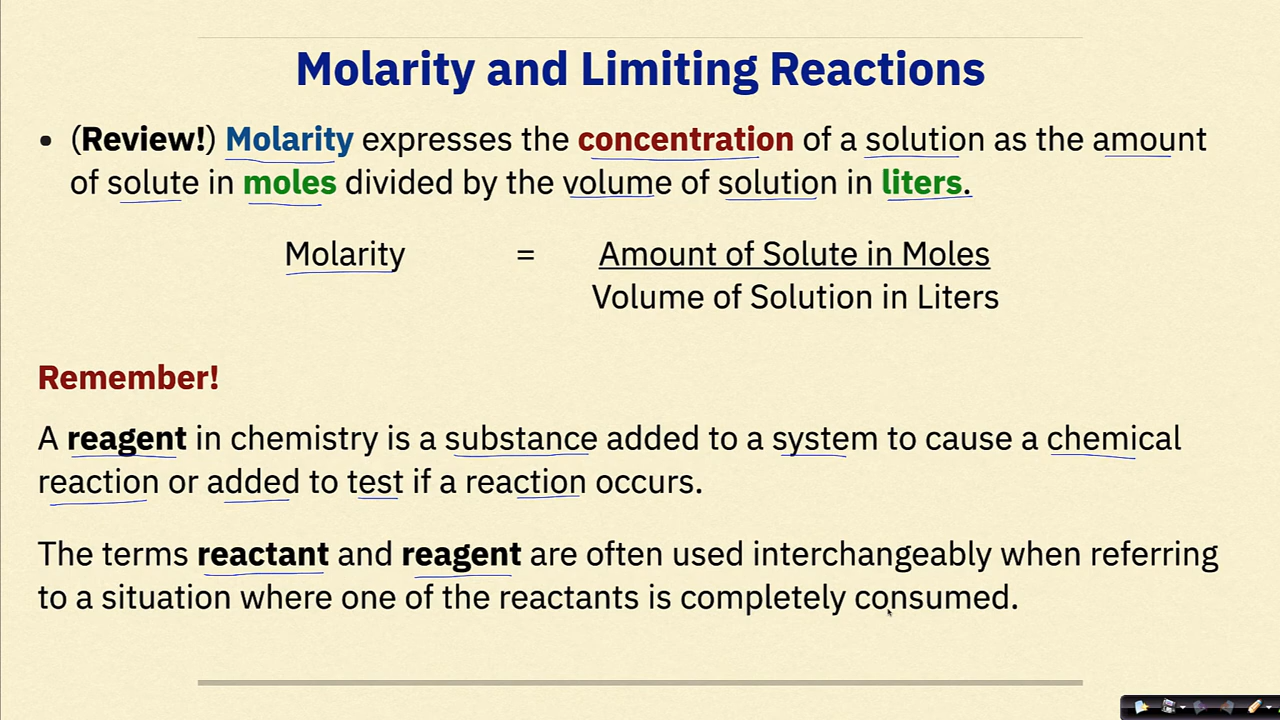 Molarity and Limiting Reactions
• (Review!) Molarity expresses the concentration of a solution as the amount
of solute in moles divided by the volume of solution in liters.
Molarity = Amount of Solute in Moles
Volume of Solution in Liters
Remember!
A reagent in chemistry is a substance added to a system to cause a chemical
reaction or added to test if a reaction occurs.
The terms reactant and reagent are often used interchangeably when referring
to a situation where one of the reactants is completely consumed.